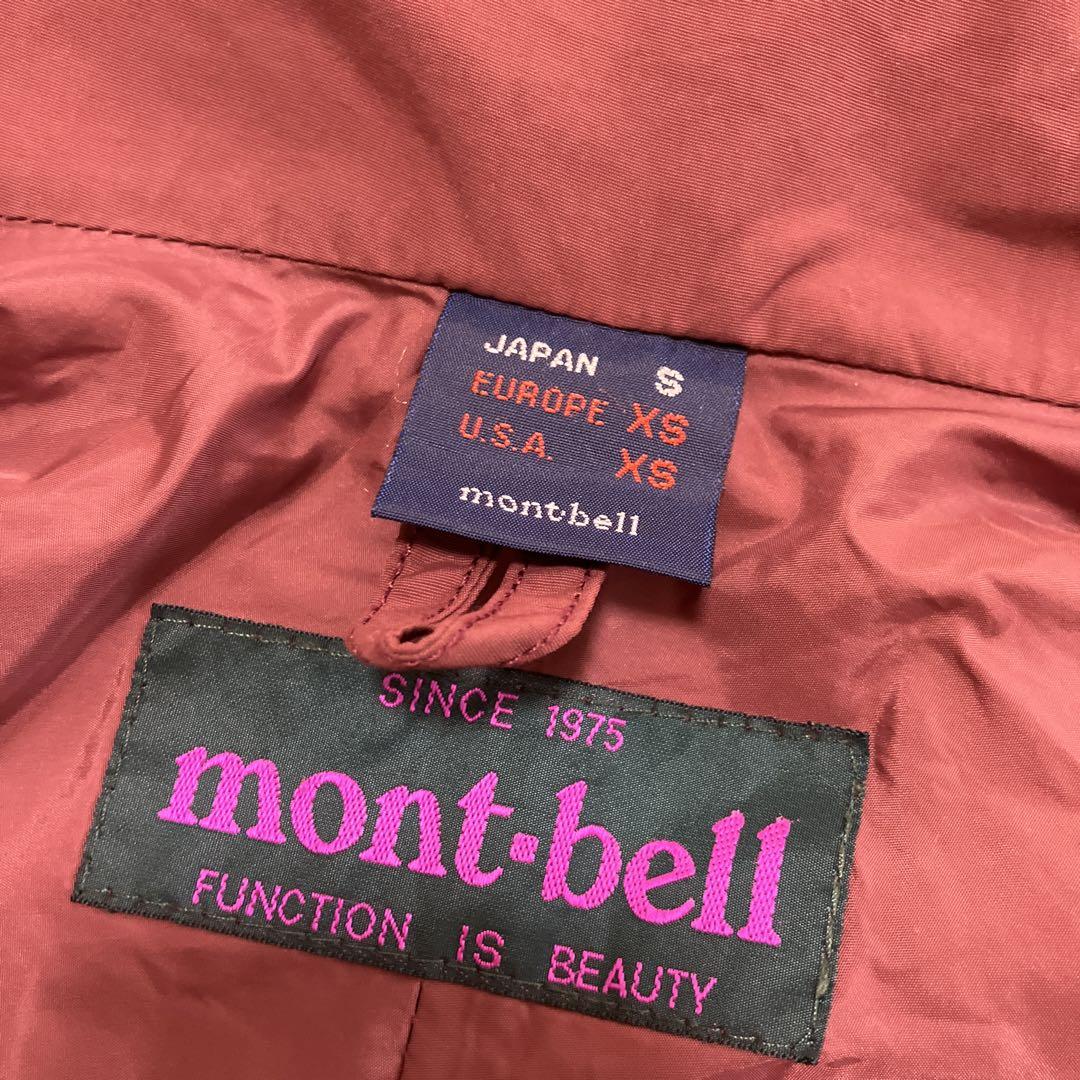 JAPAN S
EUROPE XS
U.S.A. XS
mont-bell
SINCE 1975
mont-bell
FUNCTION IS BEAUTY